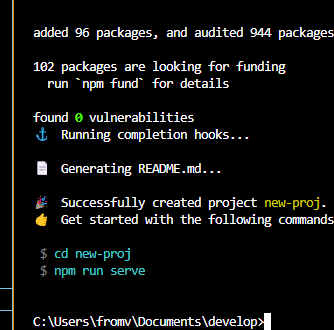 added 96 packages, and audited 944 packages
102 packages are looking for funding
run `npm fund` for details
found 0 vulnerabilities
⚓ Running completion hooks...
📄 Generating README.md...
🎉 Successfully created project new-proj.
👉 Get started with the following commands
$ cd new-proj
$ npm run serve
C:\Users\fromv\Documents\develop>